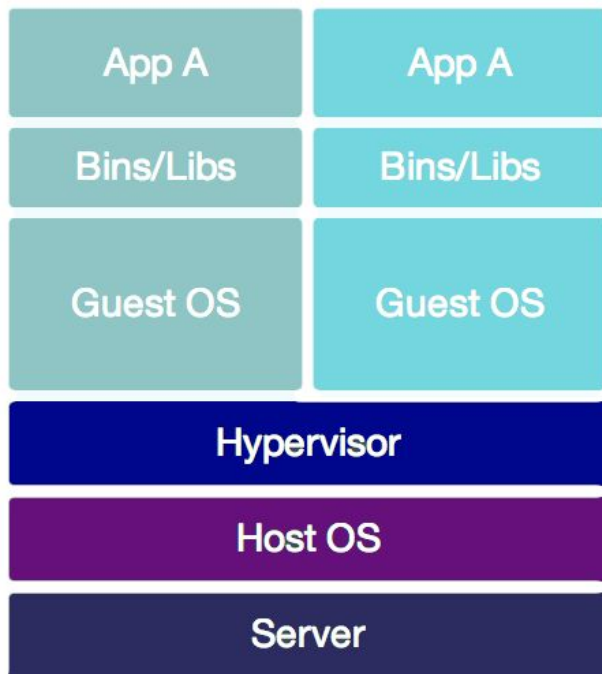 App A App A
Bins/Libs Bins/Libs
Guest OS Guest OS
Hypervisor
Host OS
Server